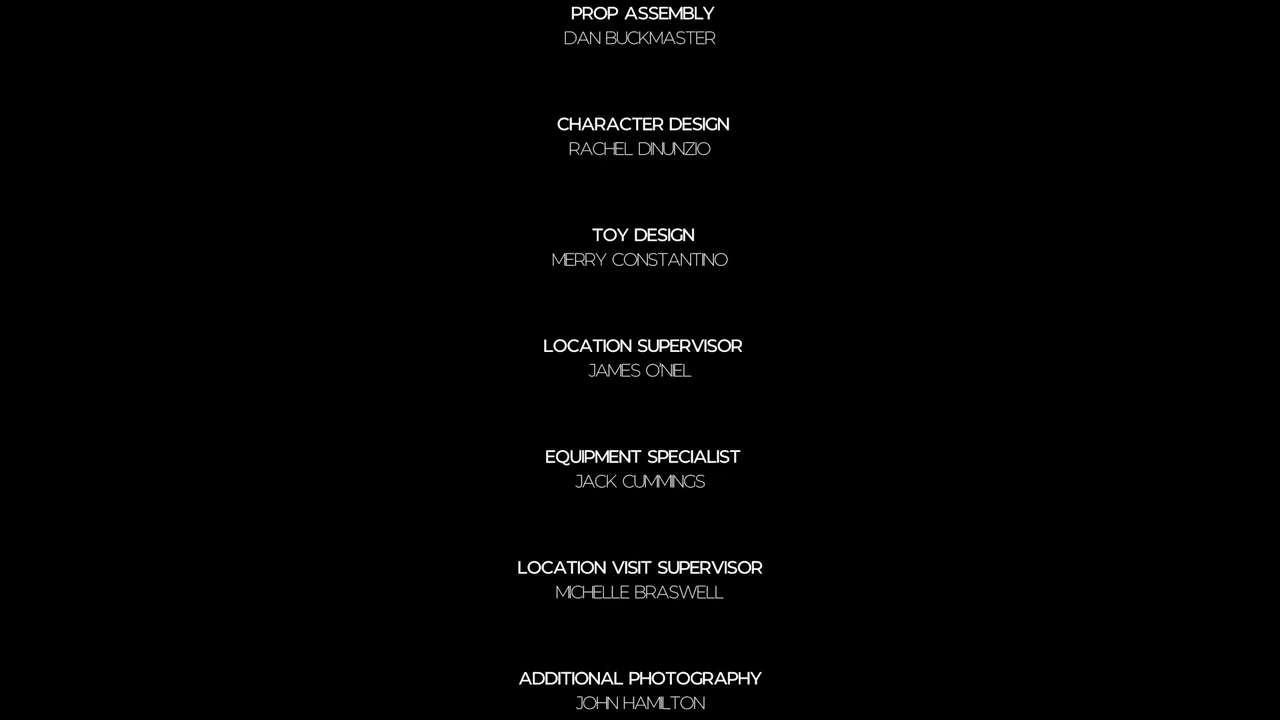 PROP ASSEMBLY
DAN BUCKMASTER
CHARACTER DESIGN
RACHEL DINUNZIO
TOY DESIGN
MERRY CONSTANTINO
LOCATION SUPERVISOR
JAMES O'NIEL
EQUIPMENT SPECIALIST
JACK CUMMINGS
LOCATION VISIT SUPERVISOR
MICHELLE BRASWELL
ADDITIONAL PHOTOGRAPHY
JOHN HAMILTON